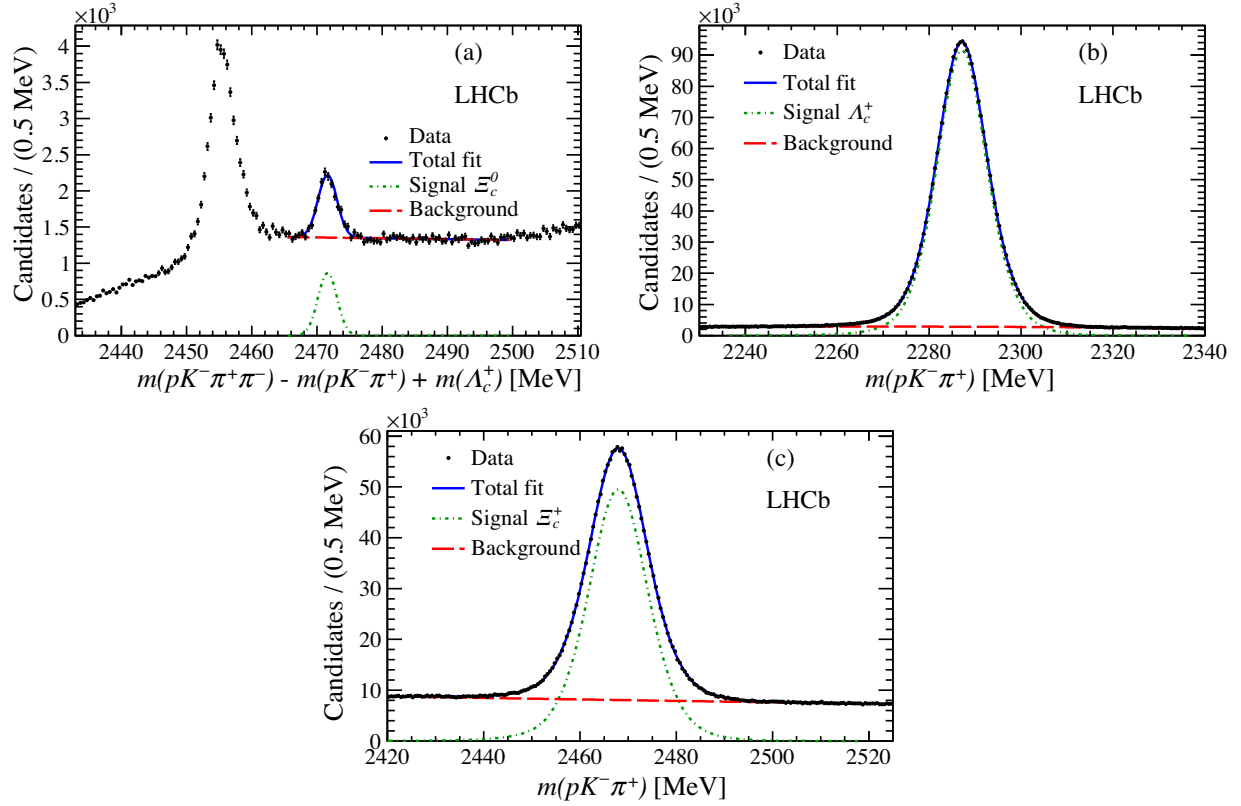 ×10³
Candidates / (0.5 MeV)
4
3.5
3
2.5
2
1.5
1
0.5
0
(a)
LHCb
Data
Total fit
Signal Ξc⁰
Background
2440 2450 2460 2470 2480 2490 2500 2510
m(pK⁻π⁺π⁻) - m(pK⁻π⁺) + m(Λc⁺) [MeV]
×10³
Candidates / (0.5 MeV)
90
80
70
60
50
40
30
20
10
0
Data
Total fit
Signal Λc⁺
Background
(b)
LHCb
2240 2260 2280 2300 2320 2340
m(pK⁻π⁺) [MeV]
×10³
Candidates / (0.5 MeV)
60
50
40
30
20
10
0
Data
Total fit
Signal Ξc⁺
Background
(c)
LHCb
2420 2440 2460 2480 2500 2520
m(pK⁻π⁺) [MeV]